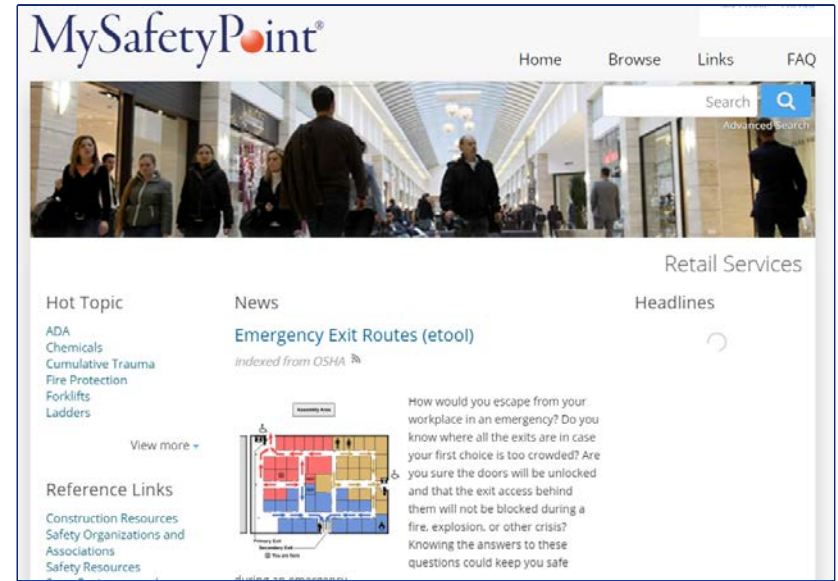 MySafetyPoint®
Home Browse Links FAQ
Search
Advanced Search
Retail Services
Hot Topic
ADA
Chemicals
Cumulative Trauma
Fire Protection
Forklifts
Ladders
View more
Reference Links
Construction Resources
Safety Organizations and
Associations
Safety Resources
News
Emergency Exit Routes (etool)
indexed from OSHA
Assembly Area
Primary Exit
Secondary Exit
You are here
How would you escape from your
workplace in an emergency? Do you
know where all the exits are in case
your first choice is too crowded? Are
you sure the doors will be unlocked
and that the exit access behind
them will not be blocked during a
fire, explosion, or other crisis?
Knowing the answers to these
questions could keep you safe
during an emergency
Headlines